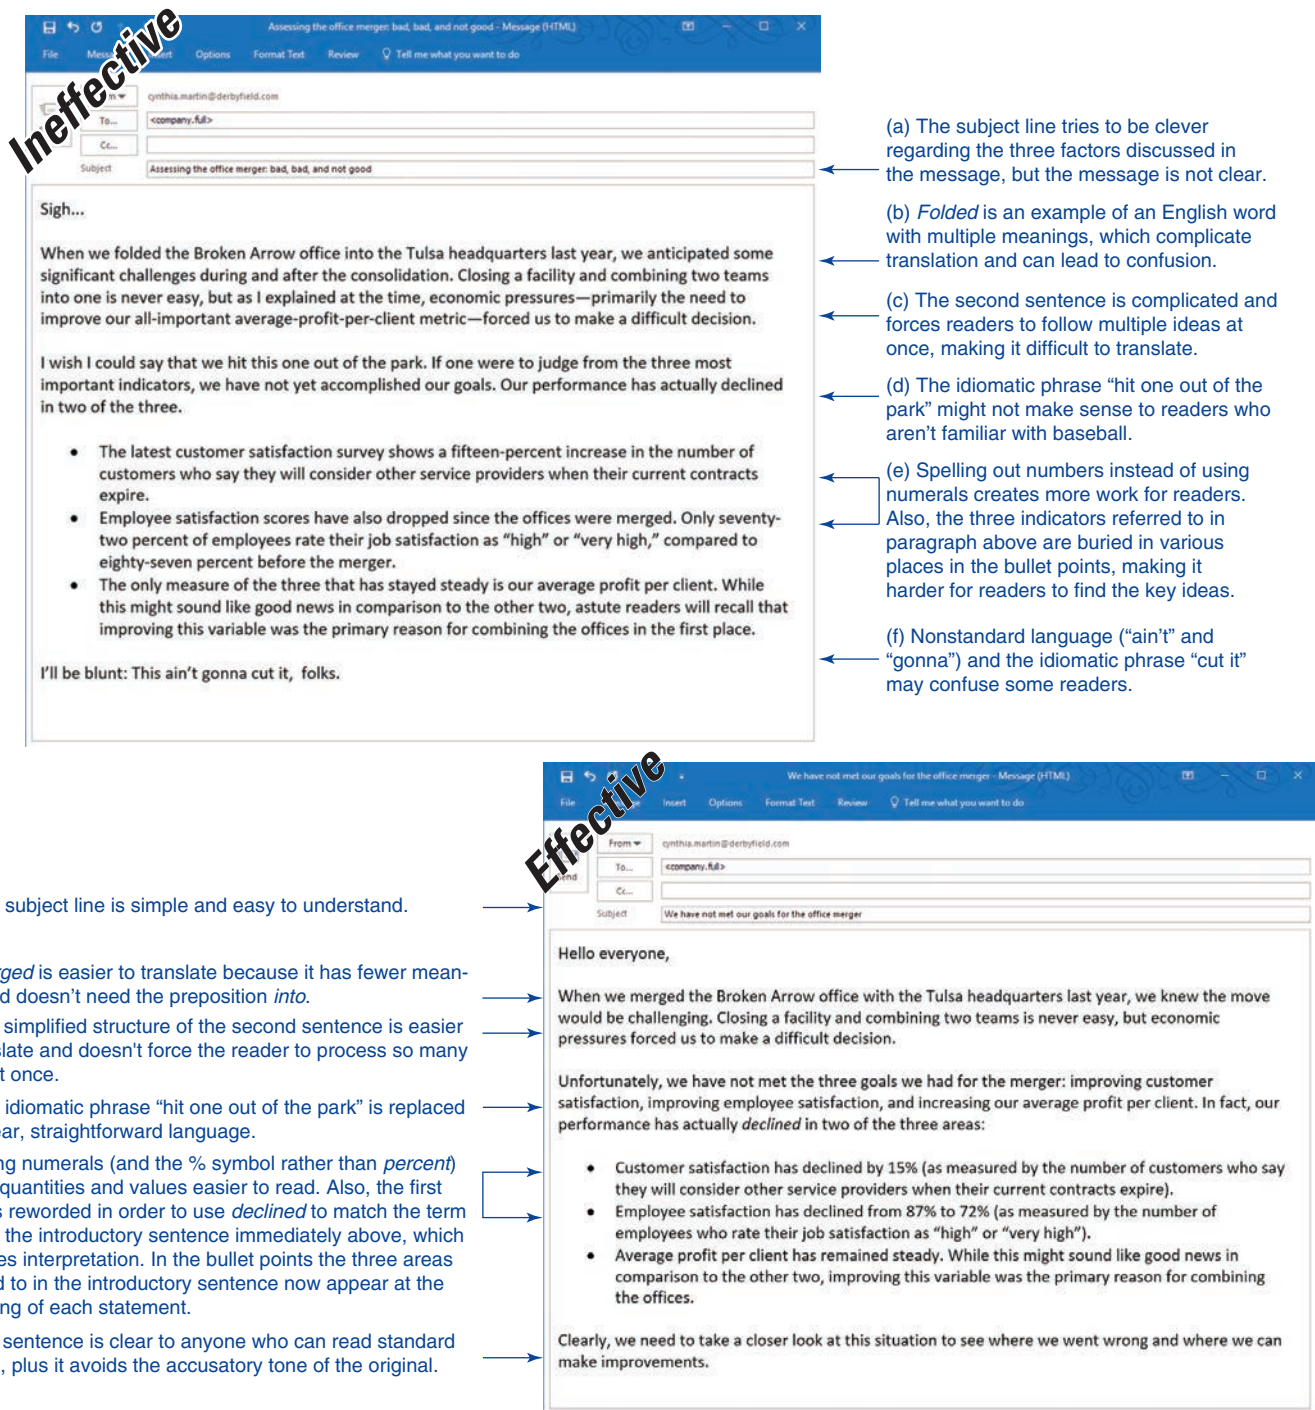 Assessing the office merger: bad, bad, and not good - Message (HTML)
File Insert Options Format Text Review Tell me what you want to do
Ineffective
cynthia.martin@derbyfield.com
To... <company.full>
Cc...
Subject Assessing the office merger: bad, bad, and not good
Sigh...
When we folded the Broken Arrow office into the Tulsa headquarters last year, we anticipated some
significant challenges during and after the consolidation. Closing a facility and combining two teams
into one is never easy, but as I explained at the time, economic pressures—primarily the need to
improve our all-important average-profit-per-client metric—forced us to make a difficult decision.
I wish I could say that we hit this one out of the park. If one were to judge from the three most
important indicators, we have not yet accomplished our goals. Our performance has actually declined
in two of the three.
• The latest customer satisfaction survey shows a fifteen-percent increase in the number of
customers who say they will consider other service providers when their current contracts
expire.
• Employee satisfaction scores have also dropped since the offices were merged. Only seventy-
two percent of employees rate their job satisfaction as “high” or “very high,” compared to
eighty-seven percent before the merger.
• The only measure of the three that has stayed steady is our average profit per client. While
this might sound like good news in comparison to the other two, astute readers will recall that
improving this variable was the primary reason for combining the offices in the first place.
I’ll be blunt: This ain’t gonna cut it, folks.
(a) The subject line tries to be clever
regarding the three factors discussed in
the message, but the message is not clear.
(b) Folded is an example of an English word
with multiple meanings, which complicate
translation and can lead to confusion.
(c) The second sentence is complicated and
forces readers to follow multiple ideas at
once, making it difficult to translate.
(d) The idiomatic phrase “hit one out of the
park” might not make sense to readers who
aren’t familiar with baseball.
(e) Spelling out numbers instead of using
numerals creates more work for readers.
Also, the three indicators referred to in
paragraph above are buried in various
places in the bullet points, making it
harder for readers to find the key ideas.
(f) Nonstandard language (“ain’t” and
“gonna”) and the idiomatic phrase “cut it”
may confuse some readers.
subject line is simple and easy to understand.
rged is easier to translate because it has fewer mean-
d doesn’t need the preposition into.
simplified structure of the second sentence is easier
slate and doesn't force the reader to process so many
t once.
idiomatic phrase “hit one out of the park” is replaced
ear, straightforward language.
ng numerals (and the % symbol rather than percent)
quantities and values easier to read. Also, the first
s reworded in order to use declined to match the term
the introductory sentence immediately above, which
es interpretation. In the bullet points the three areas
d to in the introductory sentence now appear at the
ng of each statement.
sentence is clear to anyone who can read standard
, plus it avoids the accusatory tone of the original.
We have not met our goals for the office merger - Message (HTML)
File Insert Options Format Text Review Tell me what you want to do
Effective
From cynthia.martin@derbyfield.com
To... <company.full>
Cc...
Subject We have not met our goals for the office merger
Hello everyone,
When we merged the Broken Arrow office with the Tulsa headquarters last year, we knew the move
would be challenging. Closing a facility and combining two teams is never easy, but economic
pressures forced us to make a difficult decision.
Unfortunately, we have not met the three goals we had for the merger: improving customer
satisfaction, improving employee satisfaction, and increasing our average profit per client. In fact, our
performance has actually declined in two of the three areas:
• Customer satisfaction has declined by 15% (as measured by the number of customers who say
they will consider other service providers when their current contracts expire).
• Employee satisfaction has declined from 87% to 72% (as measured by the number of
employees who rate their job satisfaction as “high” or “very high”).
• Average profit per client has remained steady. While this might sound like good news in
comparison to the other two, improving this variable was the primary reason for combining
the offices.
Clearly, we need to take a closer look at this situation to see where we went wrong and where we can
make improvements.